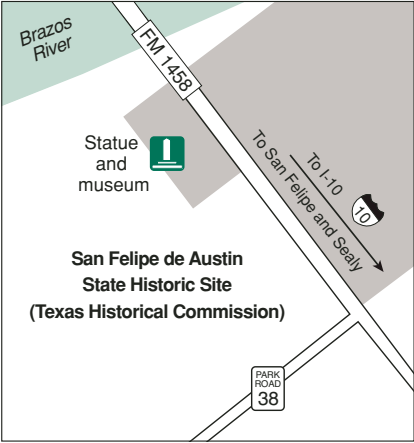 Brazos
River
FM 1458
Statue
and
museum
To I-10
10
To San Felipe and Sealy
San Felipe de Austin
State Historic Site
(Texas Historical Commission)
PARK
ROAD
38